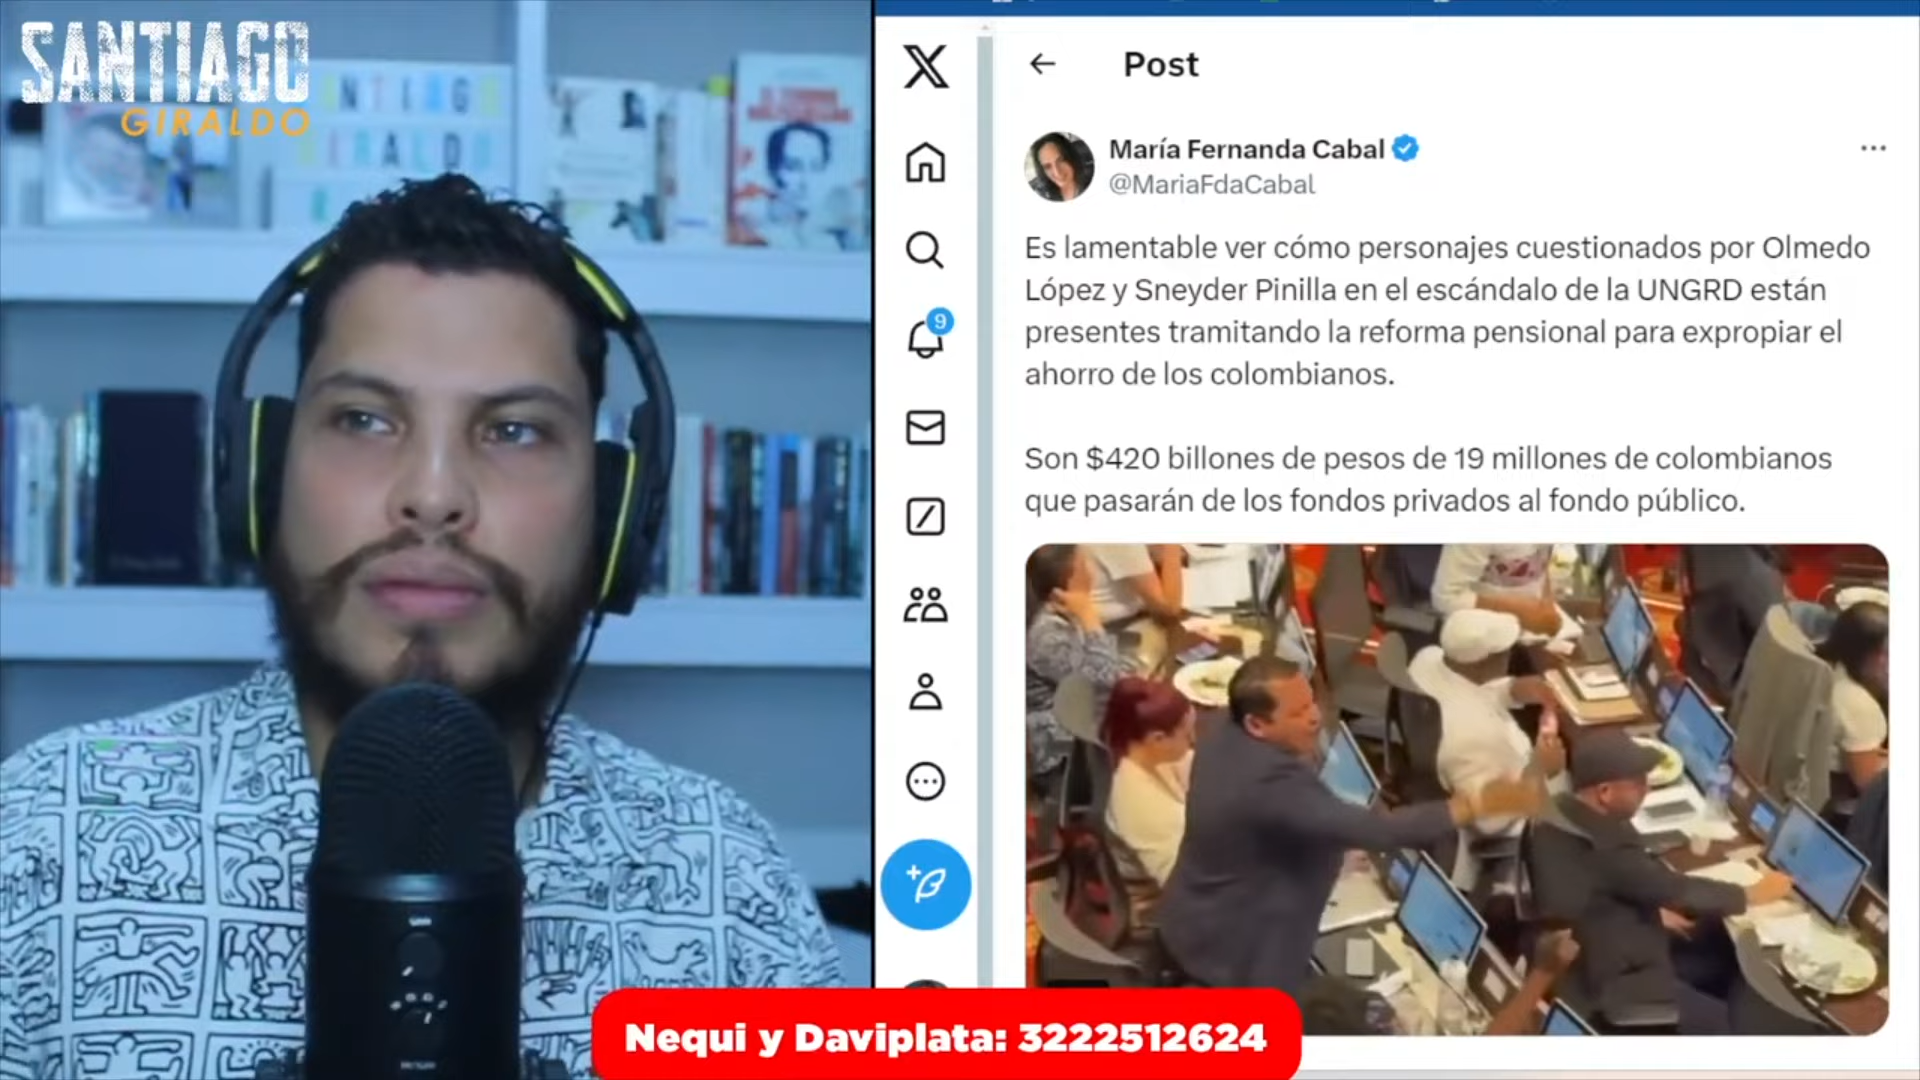 SANTIAGO
GIRALDO
Post
María Fernanda Cabal
@MariaFdaCabal
Es lamentable ver cómo personajes cuestionados por Olmedo
López y Sneyder Pinilla en el escándalo de la UNGRD están
presentes tramitando la reforma pensional para expropiar el
ahorro de los colombianos.
Son $420 billones de pesos de 19 millones de colombianos
que pasarán de los fondos privados al fondo público.
9
Nequi y Daviplata: 3222512624